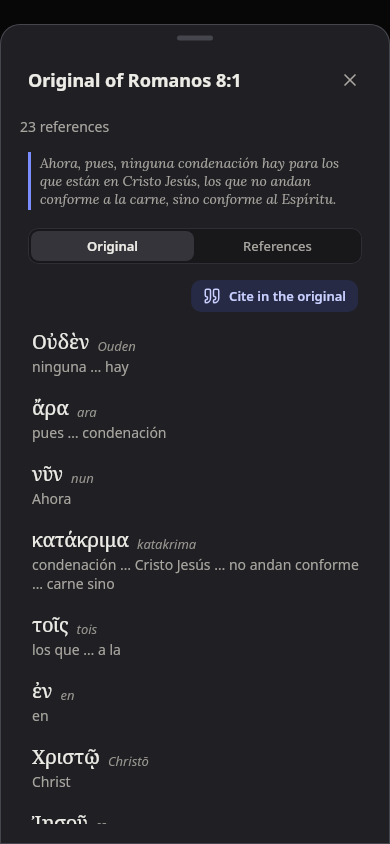 Original of Romanos 8:1
23 references
Ahora, pues, ninguna condenación hay para los
que están en Cristo Jesús, los que no andan
conforme a la carne, sino conforme al Espíritu.
Original References
Cite in the original
Οὐδὲν Ouden
ninguna ... hay
ἄρα ara
pues ... condenación
νῦν nun
Ahora
κατάκριμα katakrima
condenación ... Cristo Jesús ... no andan conforme
... carne sino
τοῖς tois
los que ... a la
ἐν en
en
Χριστῷ Christō
Christ
Ἰησοῦ